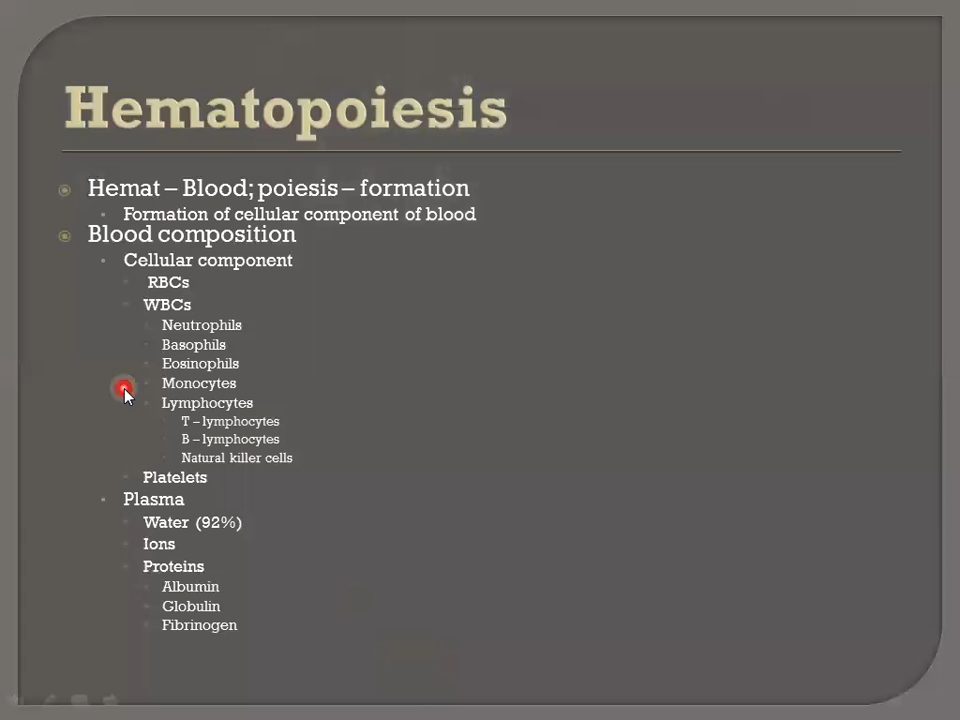 Hematopoiesis
Hemat – Blood; poiesis – formation
Formation of cellular component of blood
Blood composition
Cellular component
RBCs
WBCs
Neutrophils
Basophils
Eosinophils
Monocytes
Lymphocytes
T – lymphocytes
B – lymphocytes
Natural killer cells
Platelets
Plasma
Water (92%)
Ions
Proteins
Albumin
Globulin
Fibrinogen